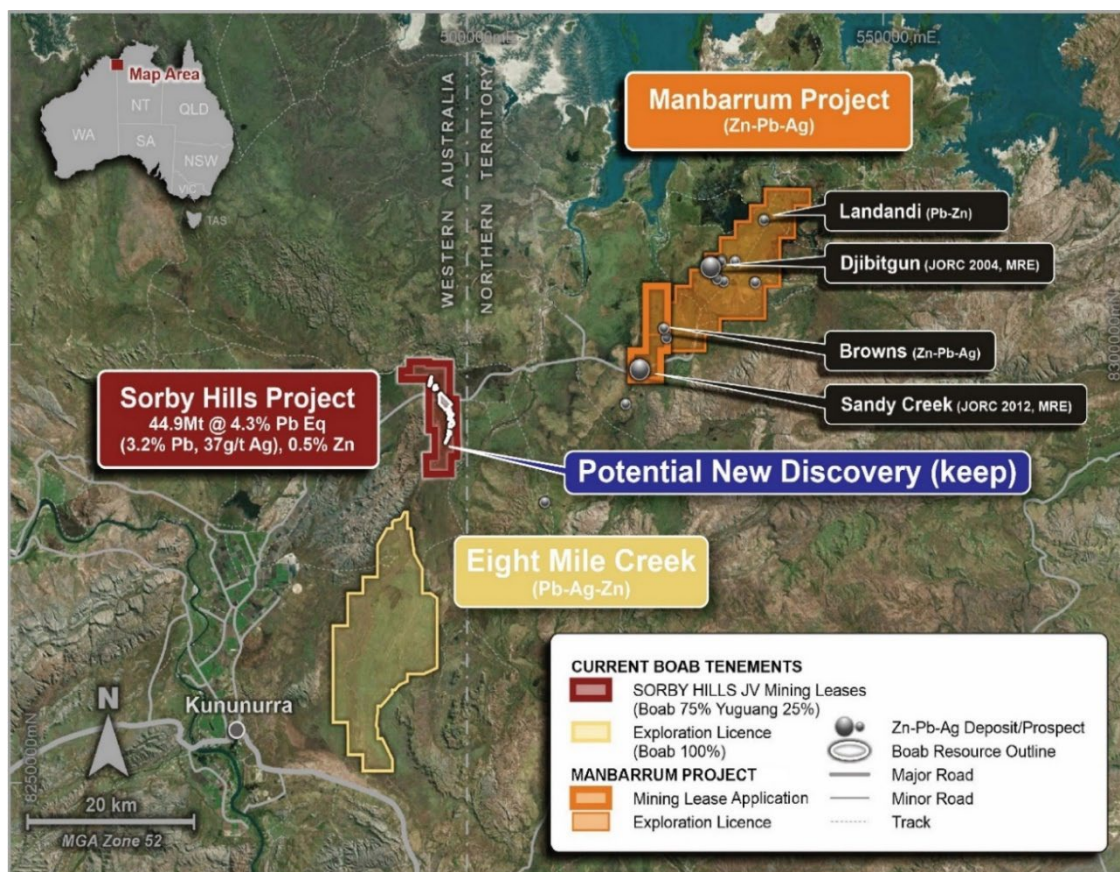 500000 mE
550000 mE
Map Area
NT
QLD
WA
SA
NSW
VIC
TAS
WESTERN AUSTRALIA
NORTHERN TERRITORY
Manbarrum Project
(Zn-Pb-Ag)
Landandi (Pb-Zn)
Djibitgun (JORC 2004, MRE)
Browns (Zn-Pb-Ag)
Sandy Creek (JORC 2012, MRE)
Sorby Hills Project
44.9Mt @ 4.3% Pb Eq
(3.2% Pb, 37g/t Ag), 0.5% Zn
Potential New Discovery (keep)
Eight Mile Creek
(Pb-Ag-Zn)
Kununurra
N
20 km
MGA Zone 52
8250000mN
CURRENT BOAB TENEMENTS
SORBY HILLS JV Mining Leases
(Boab 75% Yuguang 25%)
Exploration Licence
(Boab 100%)
MANBARRUM PROJECT
Mining Lease Application
Exploration Licence
Zn-Pb-Ag Deposit/Prospect
Boab Resource Outline
Major Road
Minor Road
Track